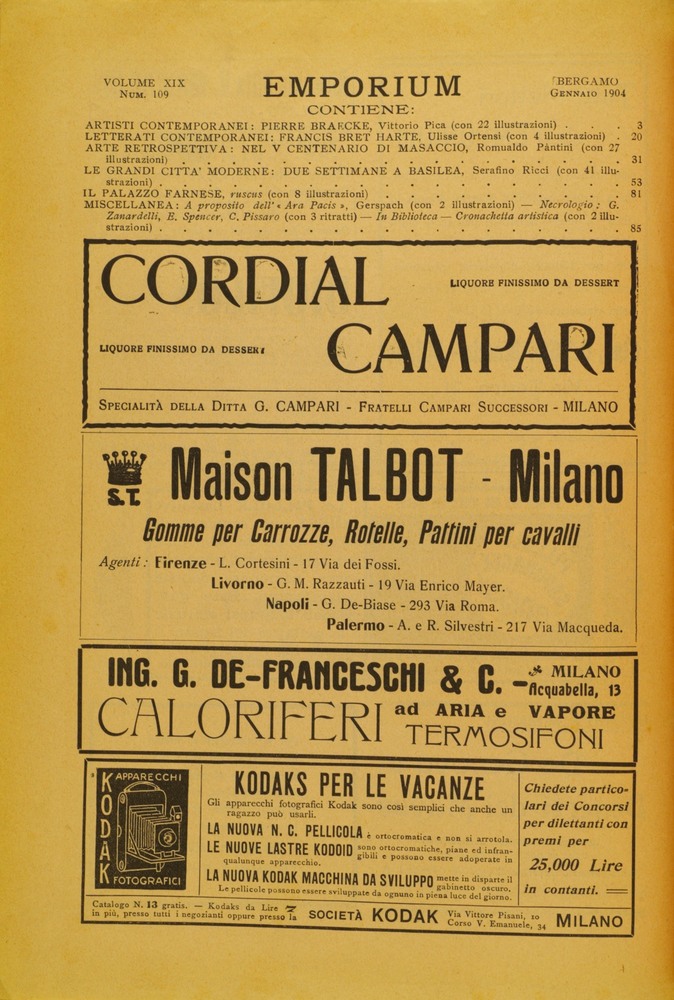 VOLUME XIX
NUM. 109
EMPORIUM
BERGAMO
GENNAIO 1904
CONTIENE:
ARTISTI CONTEMPORANEI: PIERRE BRAECKE, Vittorio Pica (con 22 illustrazioni) . . . 3
LETTERATI CONTEMPORANEI: FRANCIS BRET HARTE, Ulisse Ortensi (con 4 illustrazioni) . 20
ARTE RETROSPETTIVA: NEL V CENTENARIO DI MASACCIO, Romualdo Pàntini (con 27
illustrazioni) . . . . . . . . . . . . . . . . 31
LE GRANDI CITTA' MODERNE: DUE SETTIMANE A BASILEA, Serafino Ricci (con 41 illu-
strazioni) . . . . . . . . . . . . . . . . 53
IL PALAZZO FARNESE, ruscus (con 8 illustrazioni) . . . . . . . . . 81
MISCELLANEA: A proposito dell'« Ara Pacis », Gerspach (con 2 illustrazioni) — Necrologio: G.
Zanardelli, E. Spencer, C. Pissaro (con 3 ritratti) — In Biblioteca — Cronachetta artistica (con 2 illu-
strazioni) . . . . . . . . . . . . . . . . 85
CORDIAL
LIQUORE FINISSIMO DA DESSERT
LIQUORE FINISSIMO DA DESSERT
CAMPARI
SPECIALITÀ DELLA DITTA G. CAMPARI - FRATELLI CAMPARI SUCCESSORI - MILANO
S.T.
Maison TALBOT - Milano
Gomme per Carrozze, Rotelle, Pattini per cavalli
Agenti: Firenze - L. Cortesini - 17 Via dei Fossi.
Livorno - G. M. Razzauti - 19 Via Enrico Mayer.
Napoli - G. De-Biase - 293 Via Roma.
Palermo - A. e R. Silvestri - 217 Via Macqueda.
ING. G. DE-FRANCESCHI & C. - MILANO
Acquabella, 13
CALORIFERI ad ARIA e VAPORE
TERMOSIFONI
KODAK
APPARECCHI
FOTOGRAFICI
KODAKS PER LE VACANZE
Gli apparecchi fotografici Kodak sono così semplici che anche un
ragazzo può usarli.
LA NUOVA N. C. PELLICOLA è ortocromatica e non si arrotola.
LE NUOVE LASTRE KODOID sono ortocromatiche, piane ed infran-
gibili e possono essere adoperate in
qualunque apparecchio.
LA NUOVA KODAK MACCHINA DA SVILUPPO mette in disparte il
gabinetto oscuro.
Le pellicole possono essere sviluppate da ognuno in piena luce del giorno.
Chiedete partico-
lari dei Concorsi
per dilettanti con
premi per
25,000 Lire
in contanti.
Catalogo N. 13 gratis. — Kodaks da Lire 7
in più, presso tutti i negozianti oppure presso la
SOCIETÀ KODAK
Via Vittore Pisani, 10
Corso V. Emanuele, 34
MILANO